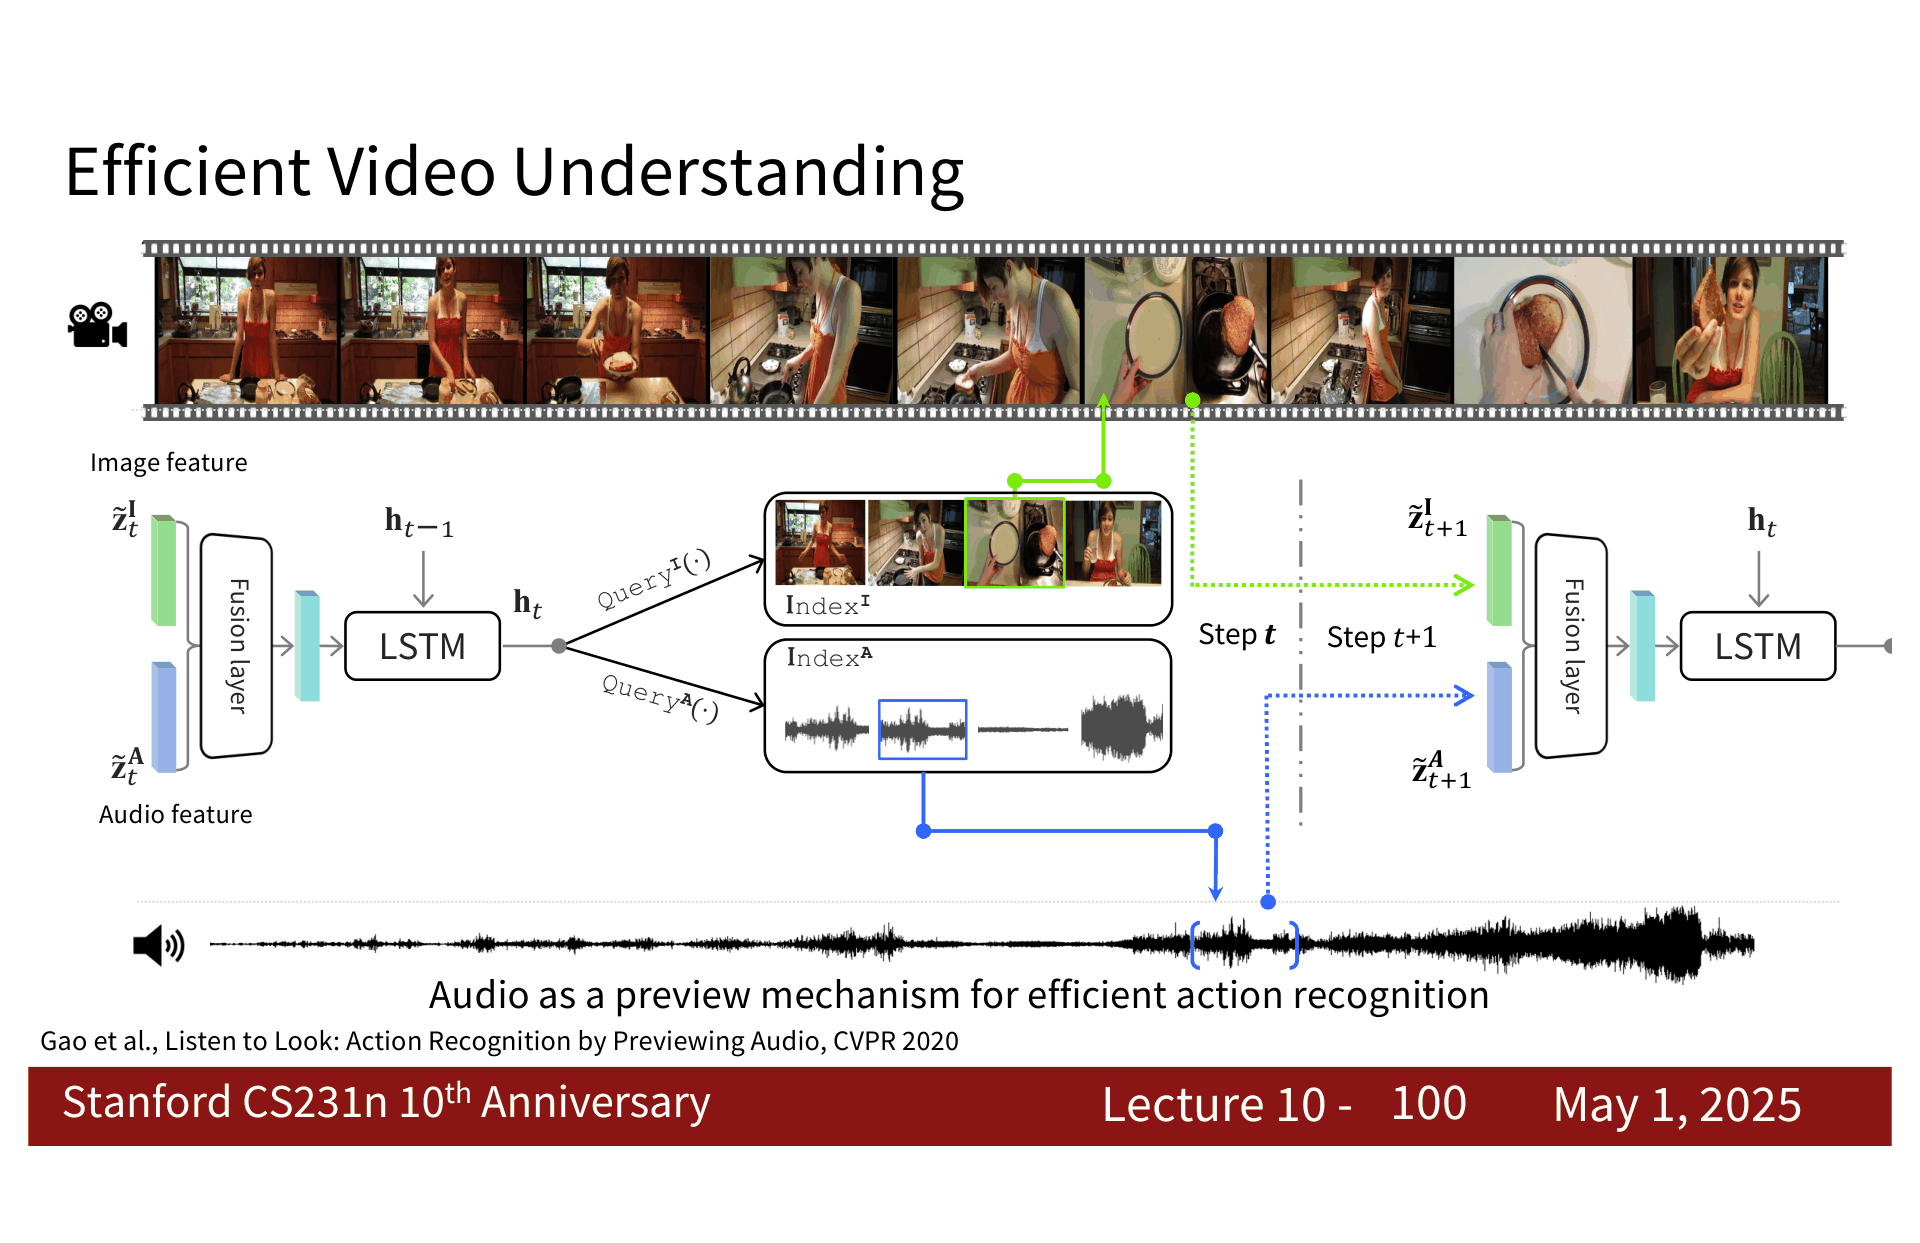 Efficient Video Understanding
Image feature
z̃ᴵₜ
hₜ₋₁
Fusion layer
LSTM
hₜ
Queryᴵ(·)
Queryᴬ(·)
Indexᴵ
Indexᴬ
z̃ᴬₜ
Audio feature
Step t
Step t+1
z̃ᴵₜ₊₁
hₜ
Fusion layer
LSTM
z̃ᴬₜ₊₁
Audio as a preview mechanism for efficient action recognition
Gao et al., Listen to Look: Action Recognition by Previewing Audio, CVPR 2020
Stanford CS231n 10th Anniversary
Lecture 10 - 100
May 1, 2025